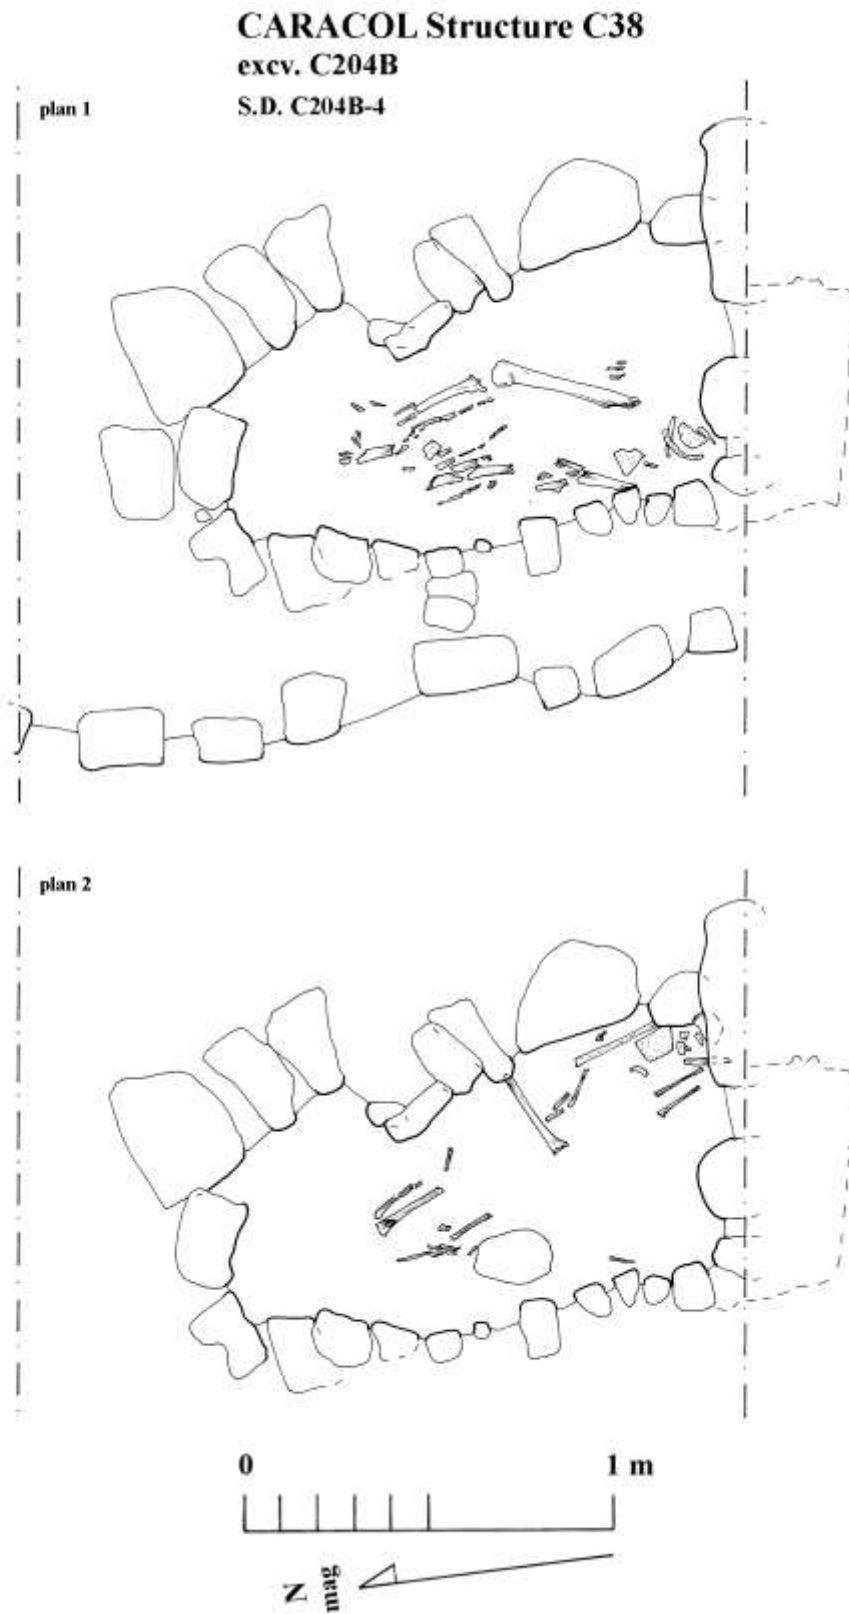 CARACOL Structure C38
excv. C204B
S.D. C204B-4
plan 1
plan 2
0 1 m
N
mag